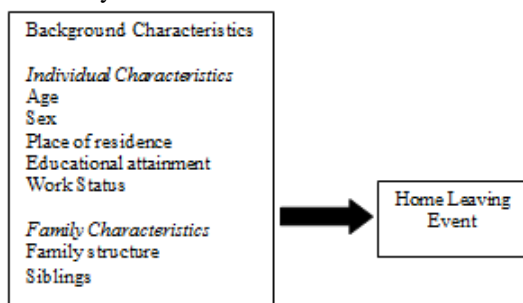 Background Characteristics
Individual Characteristics
Age
Sex
Place of residence
Educational attainment
Work Status
Family Characteristics
Family structure
Siblings
Home Leaving
Event